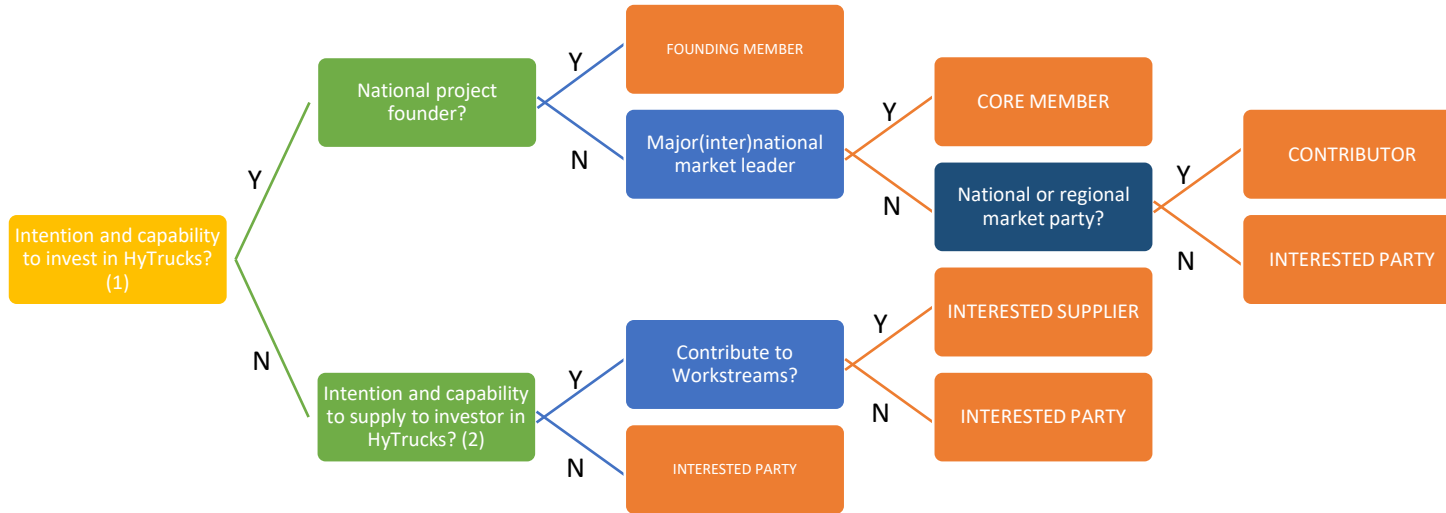 Intention and capability
to invest in HyTrucks?
(1)
Y
N
National project
founder?
Y
N
FOUNDING MEMBER
Major(inter)national
market leader
Y
N
CORE MEMBER
National or regional
market party?
Y
N
CONTRIBUTOR
INTERESTED PARTY
Intention and capability
to supply to investor in
HyTrucks? (2)
Y
N
Contribute to
Workstreams?
Y
N
INTERESTED SUPPLIER
INTERESTED PARTY
INTERESTED PARTY